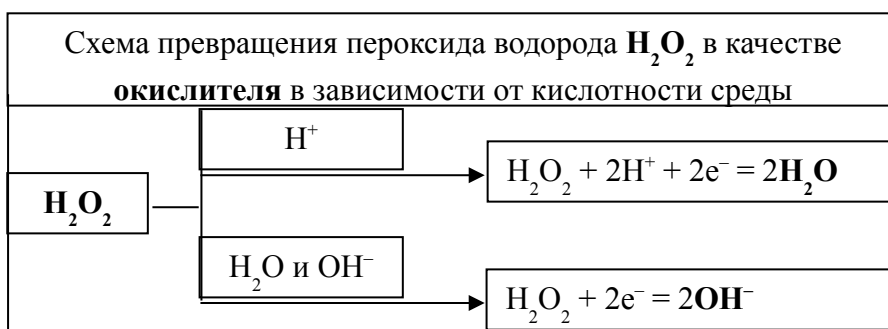 Схема превращения пероксида водорода H₂O₂ в качестве
окислителя в зависимости от кислотности среды
H⁺
H₂O₂ + 2H⁺ + 2e⁻ = 2H₂O
H₂O₂
H₂O и OH⁻
H₂O₂ + 2e⁻ = 2OH⁻